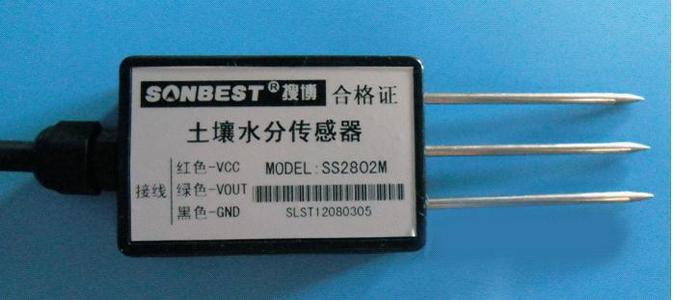 SONBEST® 搜博 合格证
土壤水分传感器
接线
红色-VCC MODEL:SS2802M
绿色-VOUT
黑色-GND SLST12080305